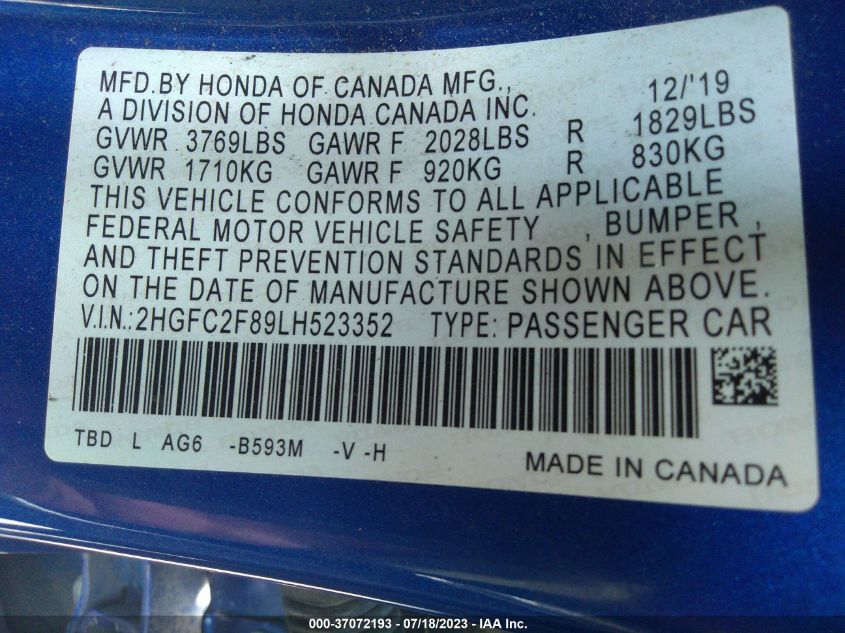 MFD.BY HONDA OF CANADA MFG., 12/'19
A DIVISION OF HONDA CANADA INC.
GVWR 3769LBS GAWR F 2028LBS R 1829LBS
GVWR 1710KG GAWR F 920KG R 830KG
THIS VEHICLE CONFORMS TO ALL APPLICABLE
FEDERAL MOTOR VEHICLE SAFETY , BUMPER ,
AND THEFT PREVENTION STANDARDS IN EFFECT
ON THE DATE OF MANUFACTURE SHOWN ABOVE.
V.I.N.:2HGFC2F89LH523352 TYPE: PASSENGER CAR
TBD L AG6 -B593M -V -H
MADE IN CANADA
000-37072193 - 07/18/2023 - IAA Inc.